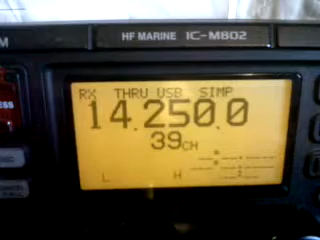 HF MARINE IC-M802
RX THRU USB SIMP
14.250.0
39CH
L H